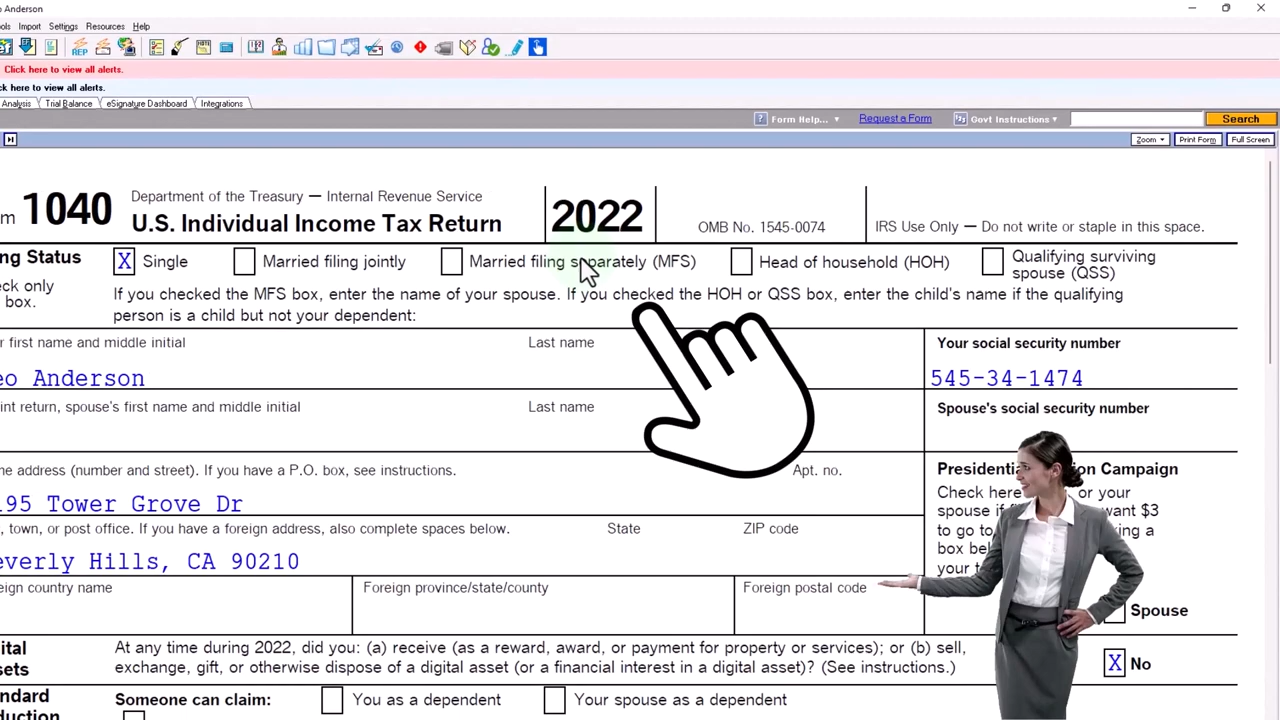 o Anderson
ols Import Settings Resources Help
REP
Click here to view all alerts.
ck here to view all alerts.
Analysis Trial Balance eSignature Dashboard Integrations
? Form Help... Request a Form Govt Instructions Search
Zoom Print Form Full Screen
m 1040 Department of the Treasury — Internal Revenue Service
U.S. Individual Income Tax Return
2022 OMB No. 1545-0074 IRS Use Only — Do not write or staple in this space.
ng Status X Single Married filing jointly Married filing separately (MFS) Head of household (HOH) Qualifying surviving
spouse (QSS)
eck only
box.
If you checked the MFS box, enter the name of your spouse. If you checked the HOH or QSS box, enter the child's name if the qualifying
person is a child but not your dependent:
r first name and middle initial Last name Your social security number
eo Anderson 545-34-1474
int return, spouse's first name and middle initial Last name Spouse's social security number
me address (number and street). If you have a P.O. box, see instructions. Apt. no.
195 Tower Grove Dr
, town, or post office. If you have a foreign address, also complete spaces below. State ZIP code
everly Hills, CA 90210
eign country name Foreign province/state/county Foreign postal code
Presidenti on Campaign
Check here or your
spouse if want $3
to go to king a
box bel
your t
Spouse
ital
sets
At any time during 2022, did you: (a) receive (as a reward, award, or payment for property or services); or (b) sell,
exchange, gift, or otherwise dispose of a digital asset (or a financial interest in a digital asset)? (See instructions.)
X No
ndard
duction
Someone can claim: You as a dependent Your spouse as a dependent